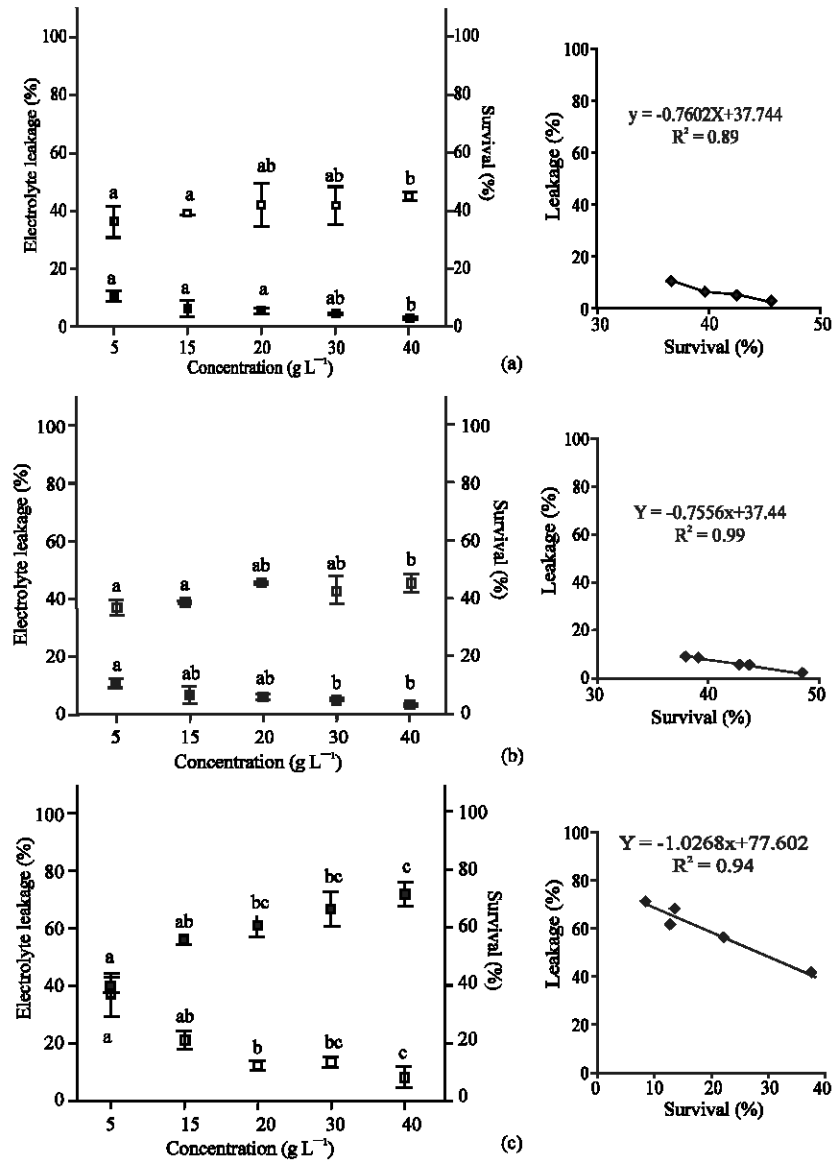 100
80
60
40
20
0
Electrolyte leakage (%)
a
a
ab
ab
b
a
a
a
ab
b
5
15
20
30
40
Concentration (g L⁻¹)
100
80
60
40
20
0
Survival (%)
(a)
100
80
60
40
20
0
Leakage (%)
y = -0.7602X+37.744
R² = 0.89
30
40
50
Survival (%)
100
80
60
40
20
0
Electrolyte leakage (%)
a
a
ab
ab
b
a
ab
ab
b
b
5
15
20
30
40
Concentration (g L⁻¹)
100
80
60
40
20
0
Survival (%)
(b)
100
80
60
40
20
0
Leakage (%)
Y = -0.7556x+37.44
R² = 0.99
30
40
50
Survival (%)
100
80
60
40
20
0
Electrolyte leakage (%)
a
ab
bc
bc
c
a
ab
b
bc
c
5
15
20
30
40
Concentration (g L⁻¹)
100
80
60
40
20
0
Survival (%)
(c)
100
80
60
40
20
0
Leakage (%)
Y = -1.0268x+77.602
R² = 0.94
0
10
20
30
40
Survival (%)